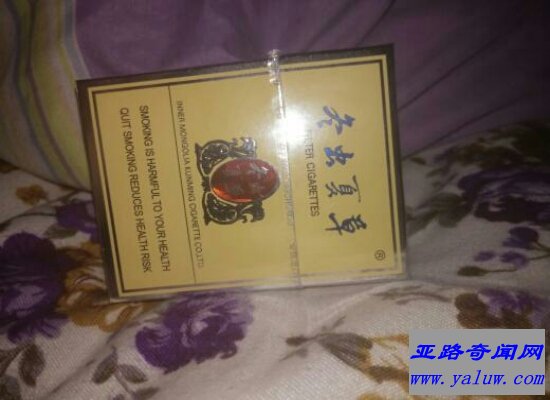 冬虫夏草®
FILTER CIGARETTES
INNER MONGOLIA KUNMING CIGARETTE CO.,LTD.
SMOKING IS HARMFUL TO YOUR HEALTH
QUIT SMOKING REDUCES HEALTH RISK
亚路奇闻网
www.yaluw.com